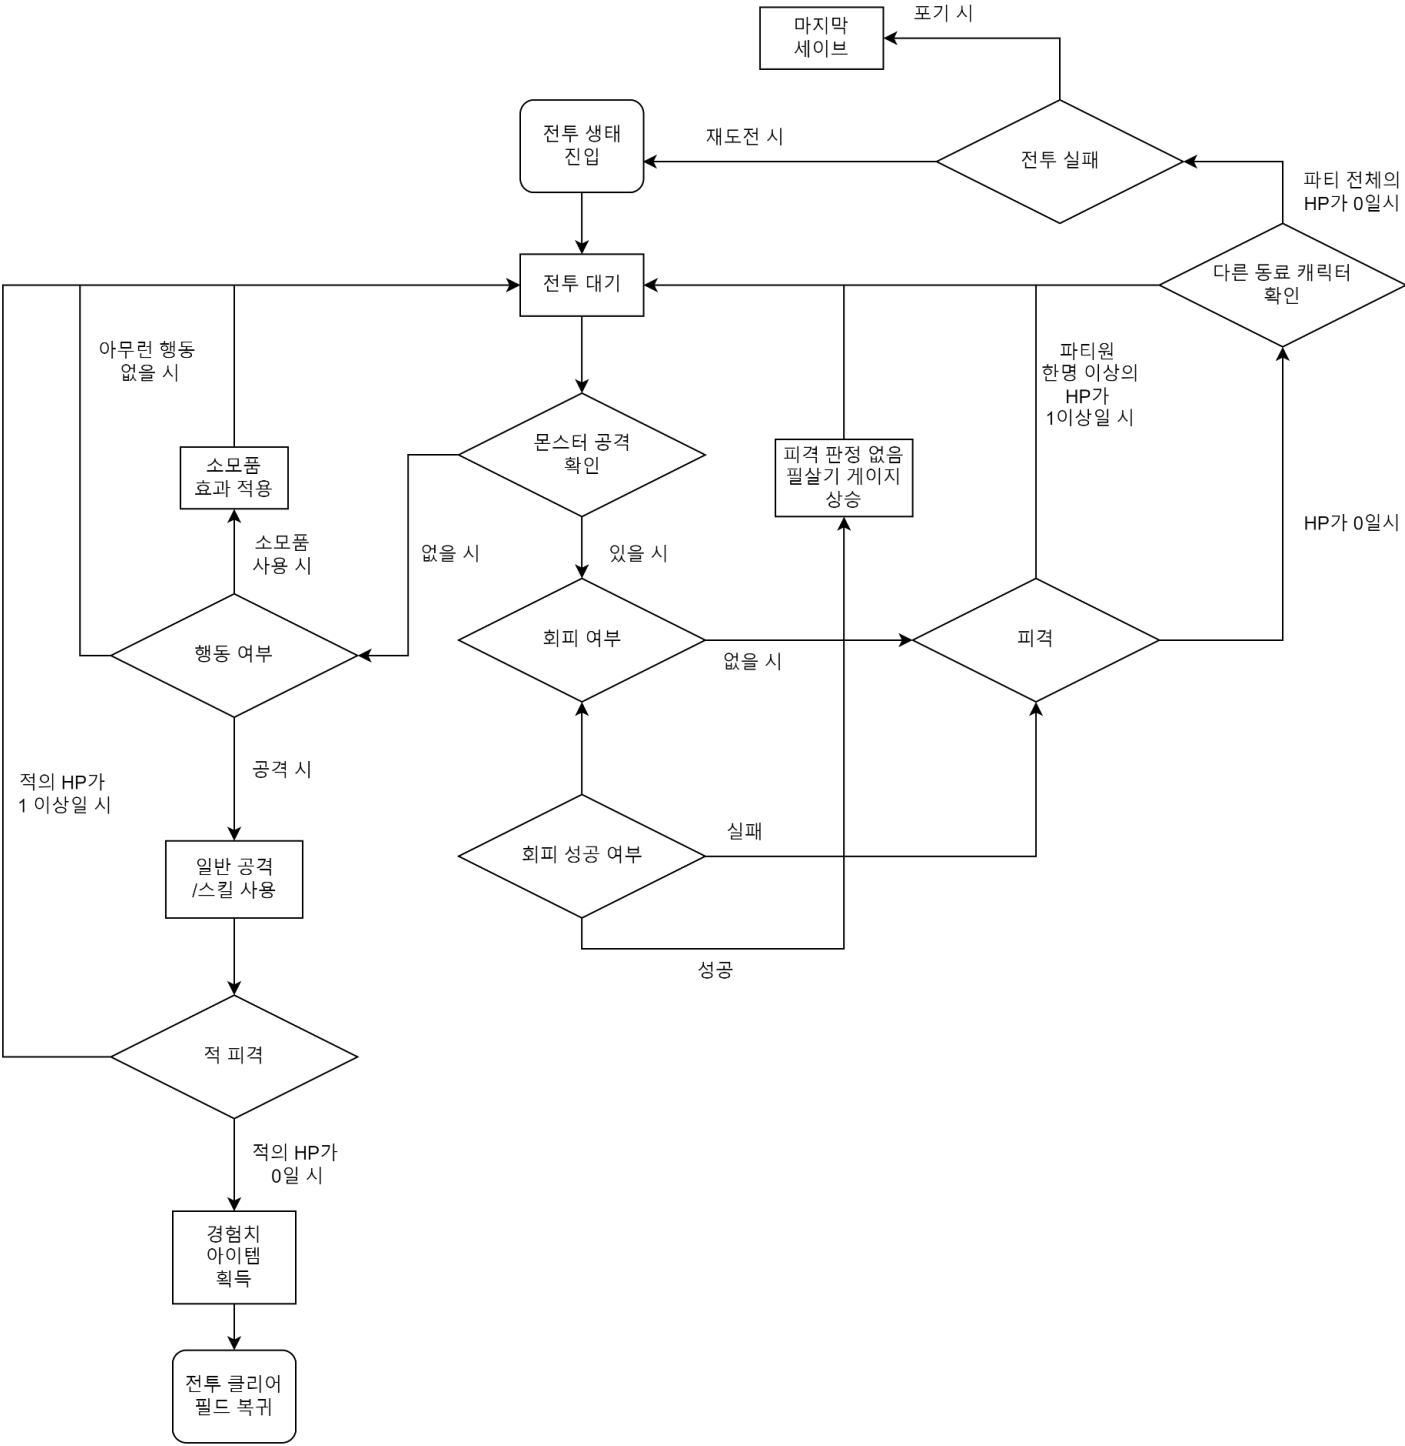 마지막
세이브
포기 시
전투 생태
진입
재도전 시
전투 실패
파티 전체의
HP가 0일시
전투 대기
다른 동료 캐릭터
확인
아무런 행동
없을 시
파티원
한명 이상의
HP가
1이상일 시
몬스터 공격
확인
소모품
효과 적용
피격 판정 없음
필살기 게이지
상승
소모품
사용 시
없을 시
있을 시
HP가 0일시
행동 여부
회피 여부
없을 시
피격
공격 시
적의 HP가
1 이상일 시
실패
회피 성공 여부
일반 공격
/스킬 사용
성공
적 피격
적의 HP가
0일 시
경험치
아이템
획득
전투 클리어
필드 복귀